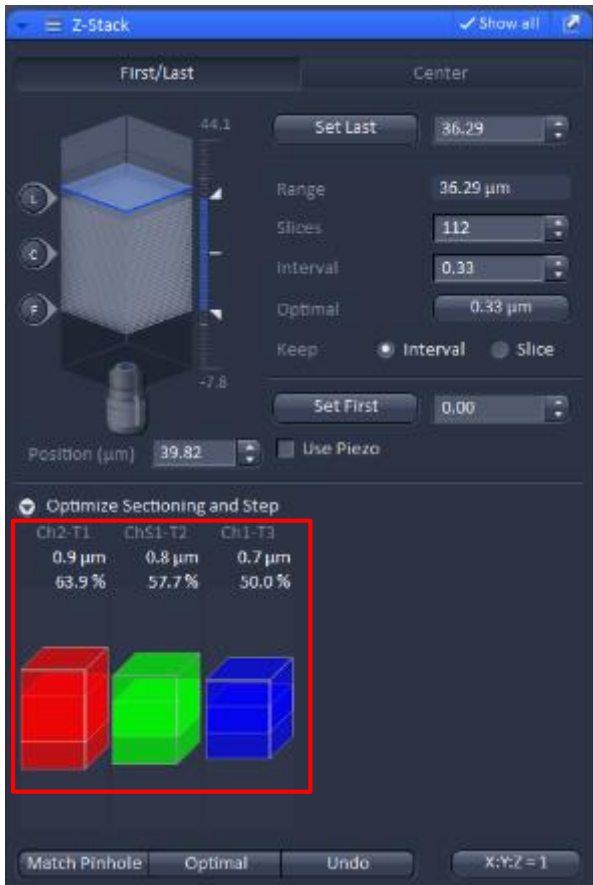 Z-Stack Show all
First/Last Center
44.1 Set Last 36.29
L Range 36.29 µm
Slices 112
C Interval 0.33
F Optimal 0.33 µm
Keep Interval Slice
-7.8
Set First 0.00
Position (µm) 39.82 Use Piezo
Optimize Sectioning and Step
Ch2-T1 ChS1-T2 Ch1-T3
0.9 µm 0.8 µm 0.7 µm
63.9 % 57.7 % 50.0 %
Match Pinhole Optimal Undo X:Y:Z = 1